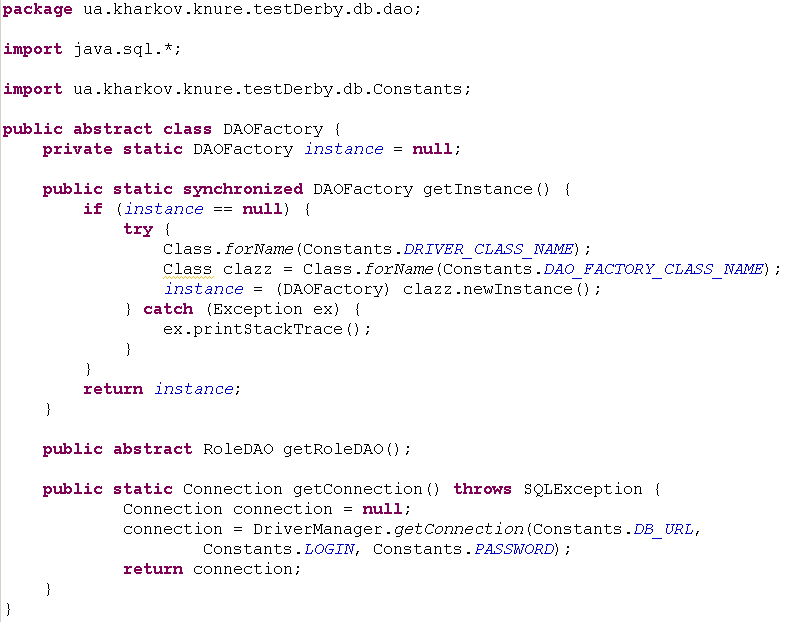 package ua.kharkov.knure.testDerby.db.dao;
import java.sql.*;
import ua.kharkov.knure.testDerby.db.Constants;
public abstract class DAOFactory {
    private static DAOFactory instance = null;
    public static synchronized DAOFactory getInstance() {
        if (instance == null) {
            try {
                Class.forName(Constants.DRIVER_CLASS_NAME);
                Class clazz = Class.forName(Constants.DAO_FACTORY_CLASS_NAME);
                instance = (DAOFactory) clazz.newInstance();
            } catch (Exception ex) {
                ex.printStackTrace();
            }
        }
        return instance;
    }
    public abstract RoleDAO getRoleDAO();
    public static Connection getConnection() throws SQLException {
            Connection connection = null;
            connection = DriverManager.getConnection(Constants.DB_URL,
                    Constants.LOGIN, Constants.PASSWORD);
            return connection;
    }
}